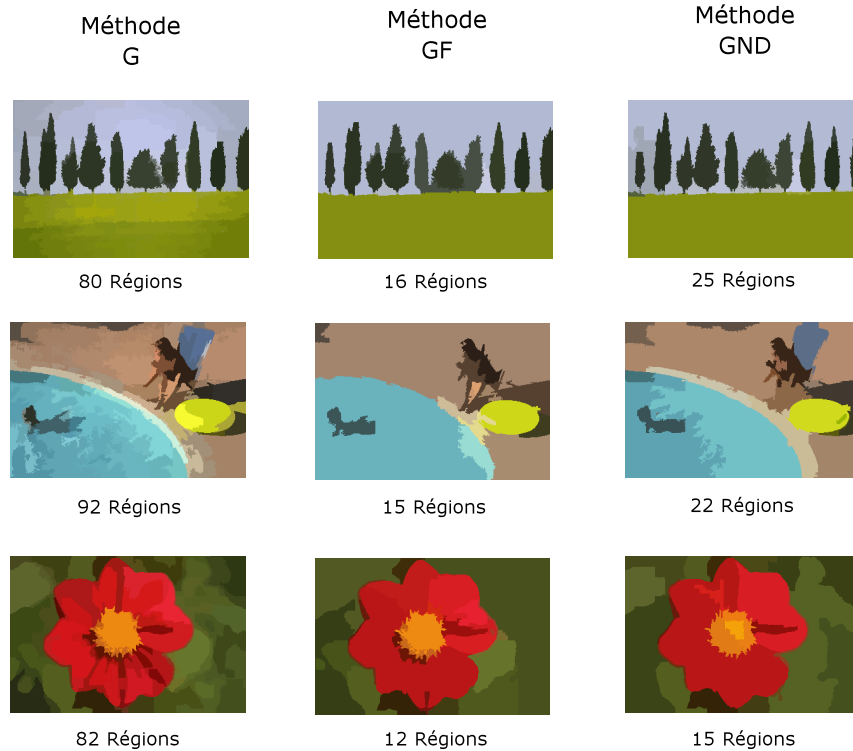 Méthode
G
Méthode
GF
Méthode
GND
80 Régions
16 Régions
25 Régions
92 Régions
15 Régions
22 Régions
82 Régions
12 Régions
15 Régions